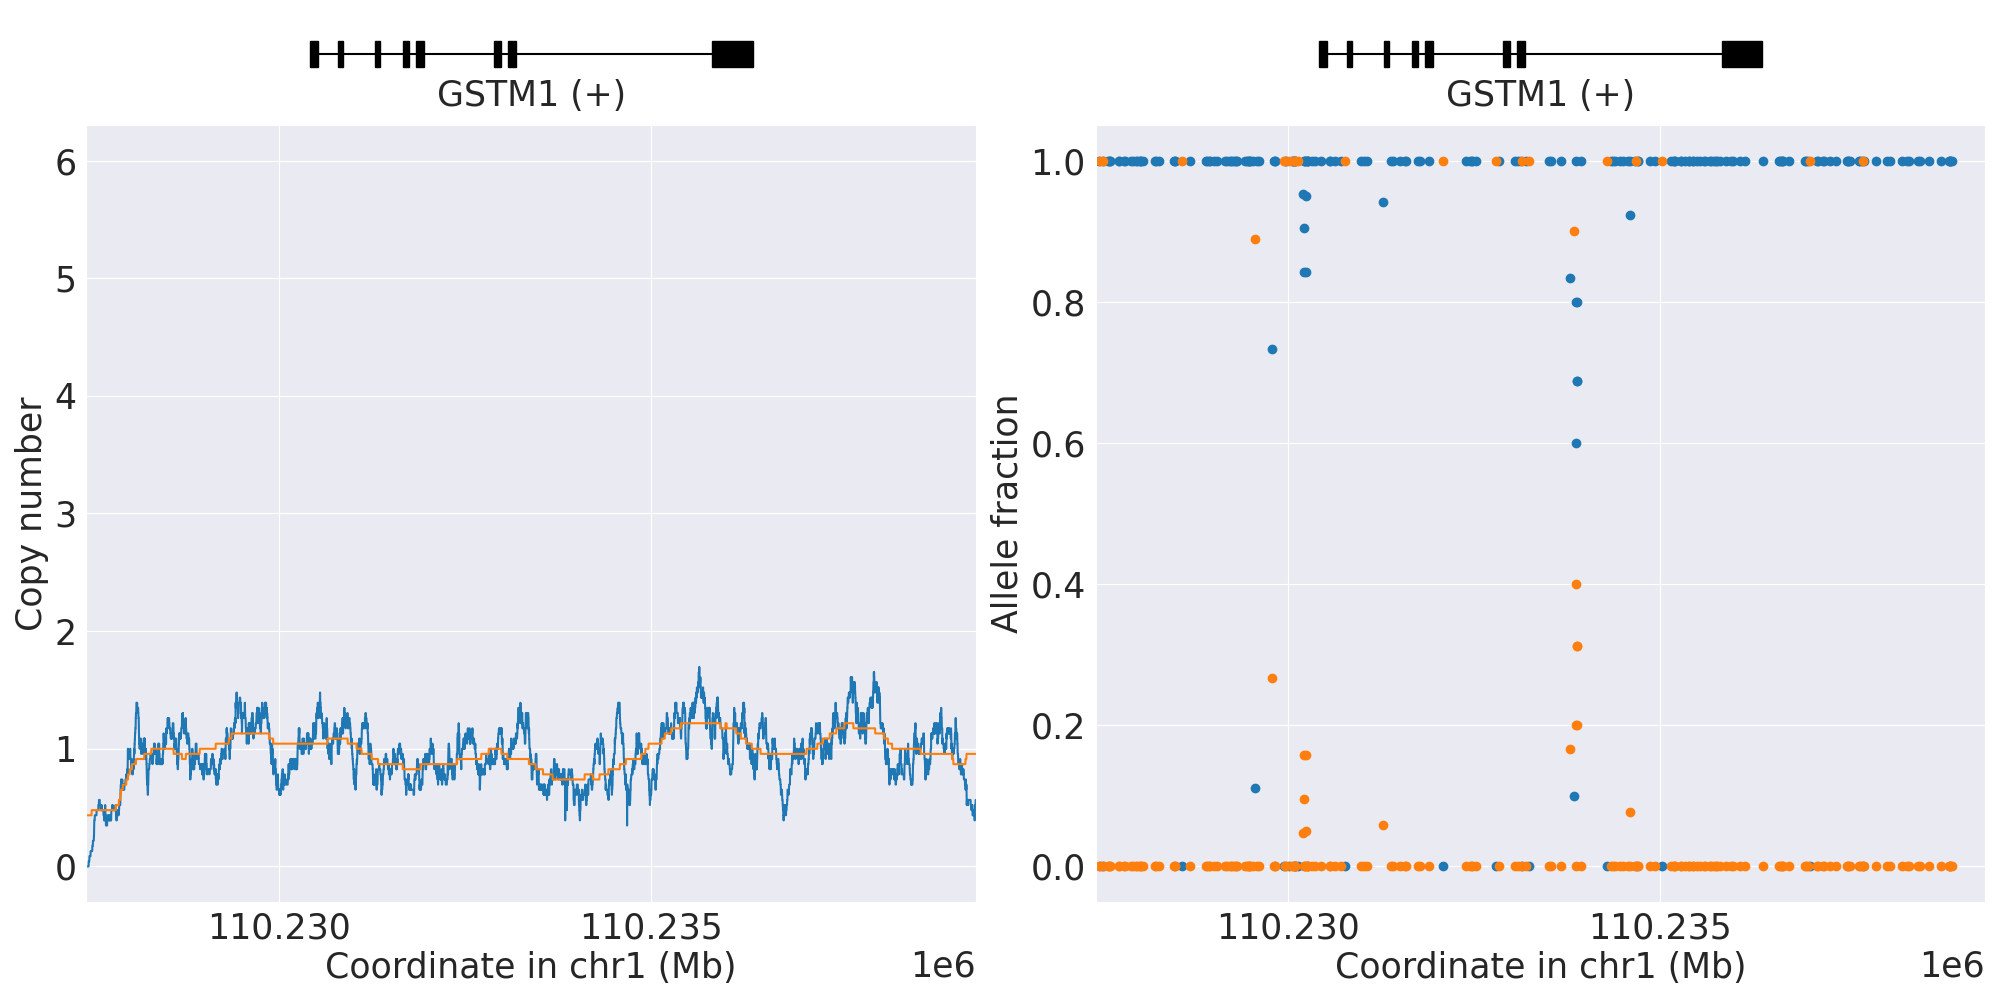 GSTM1 (+)
6
5
4
3
2
1
0
Copy number
110.230
110.235
Coordinate in chr1 (Mb)
1e6
GSTM1 (+)
1.0
0.8
0.6
0.4
0.2
0.0
Allele fraction
110.230
110.235
Coordinate in chr1 (Mb)
1e6